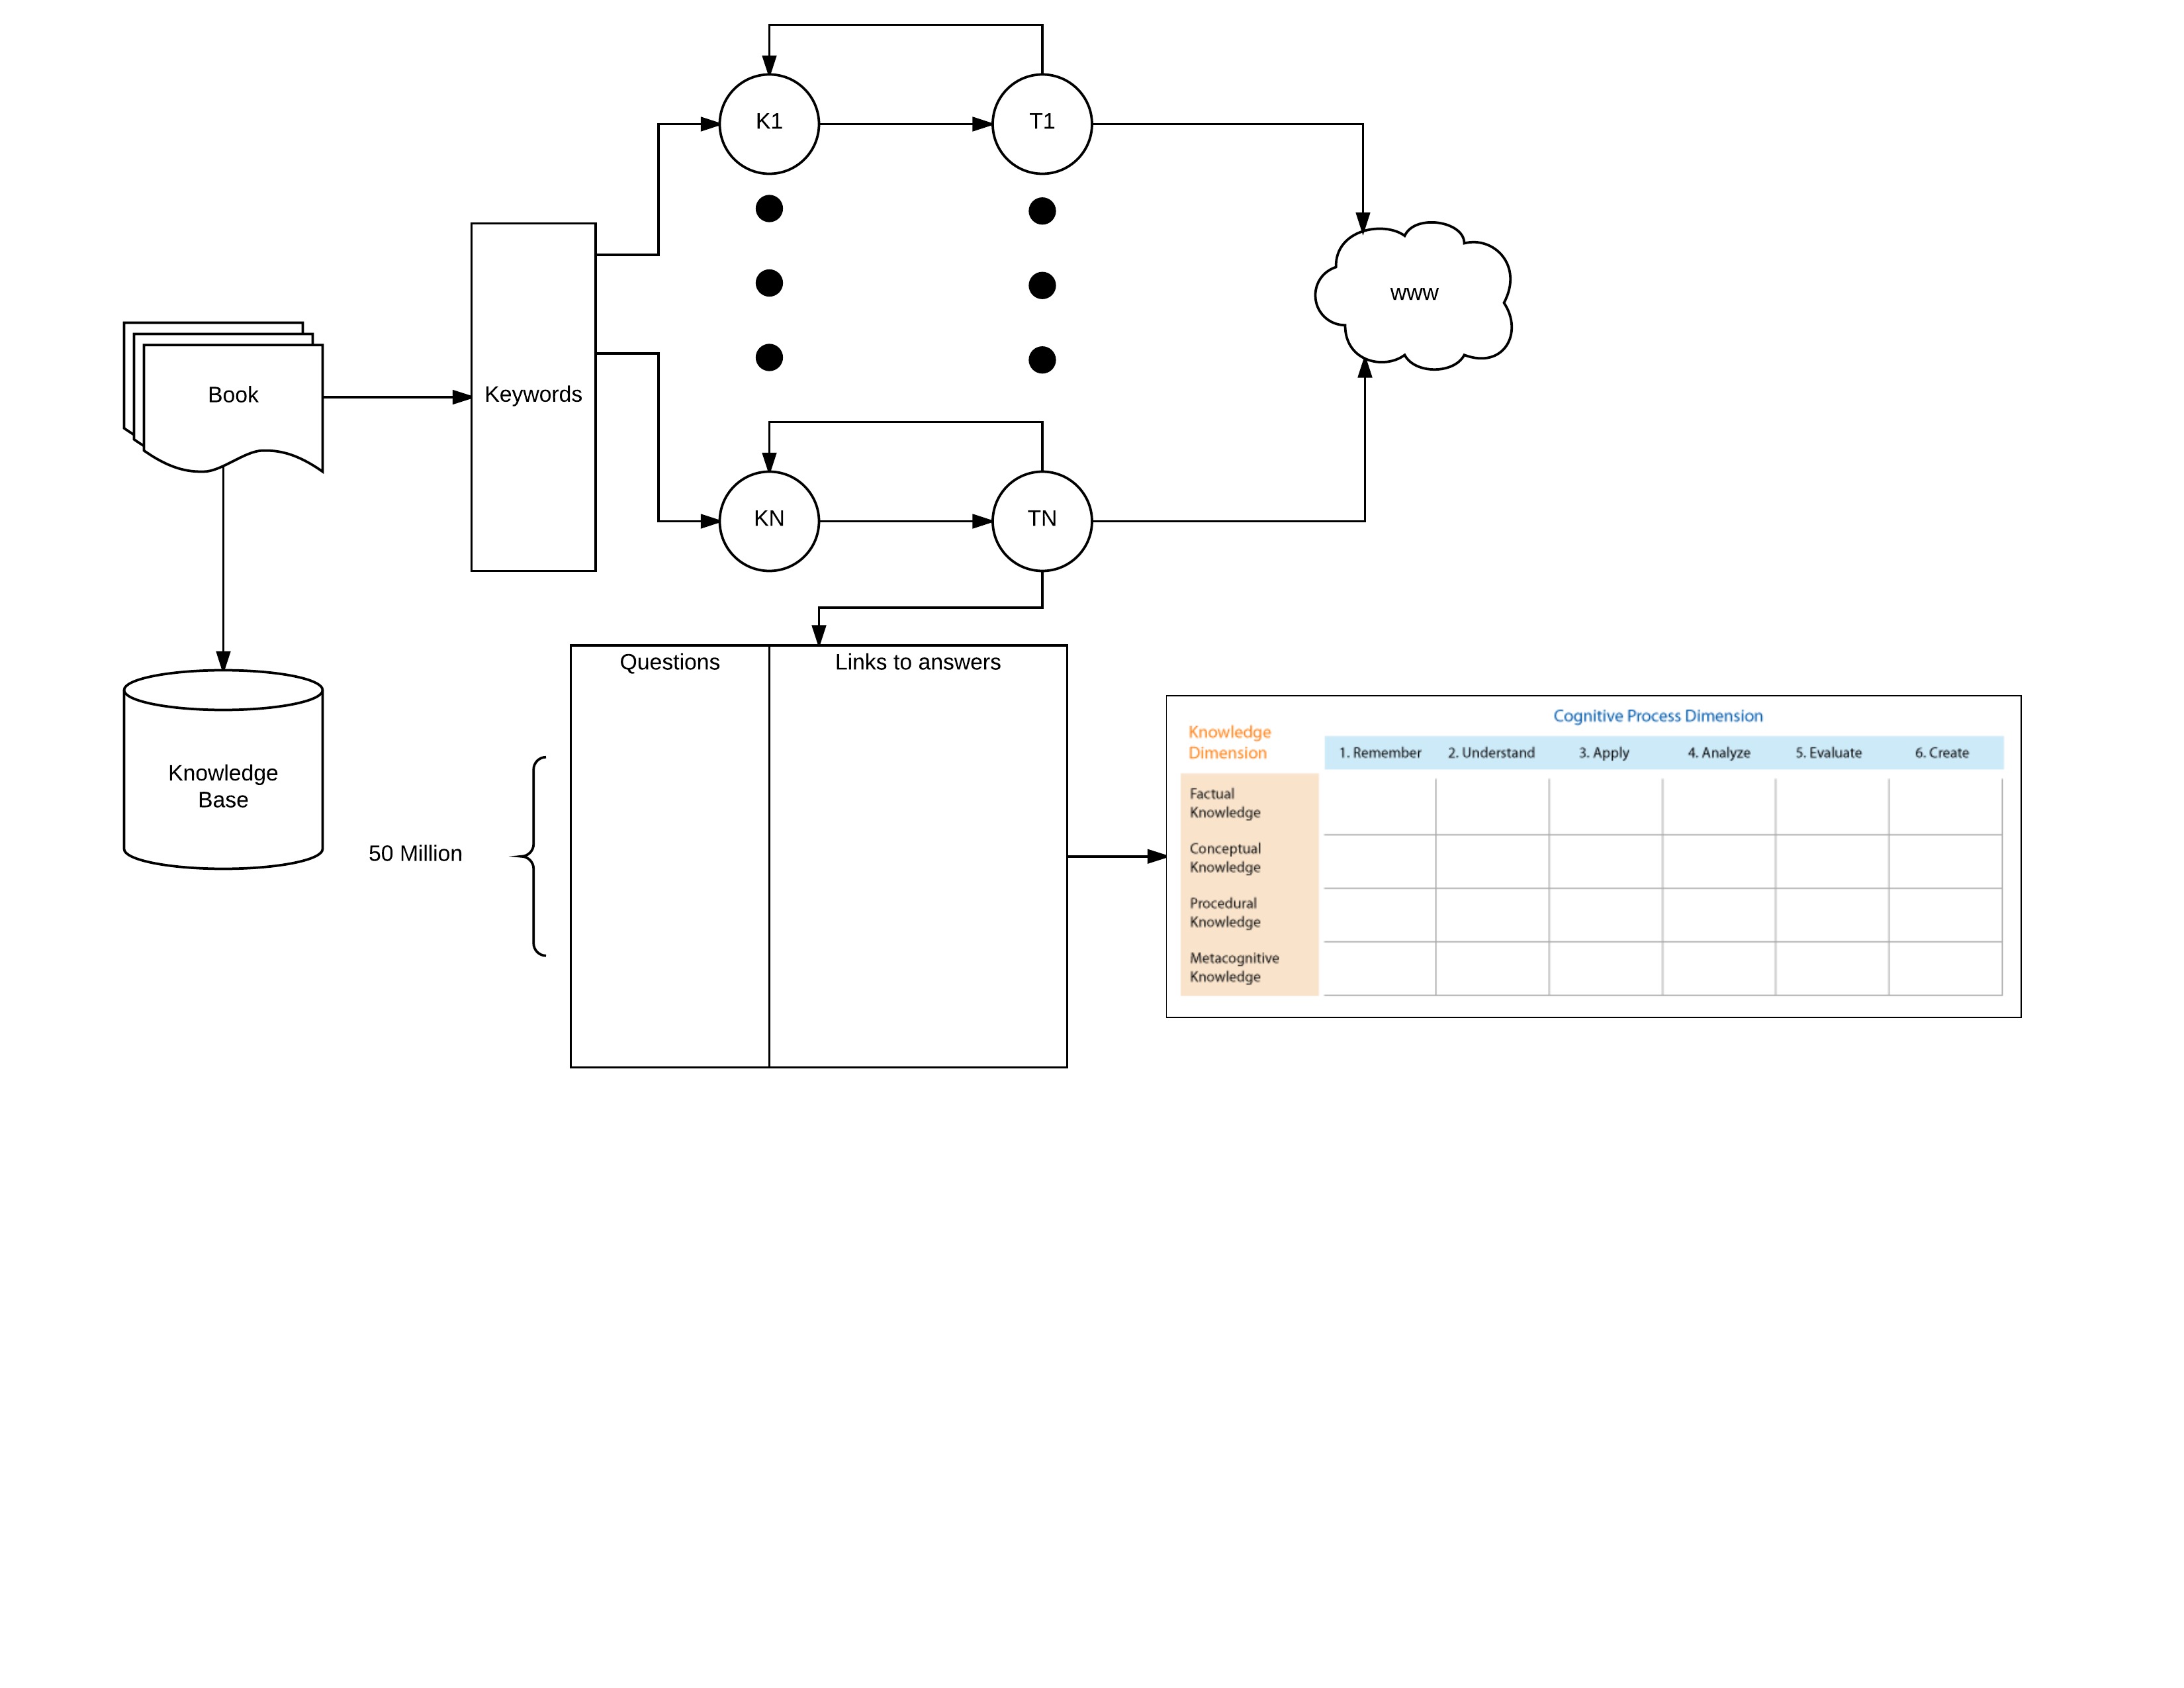 K1
T1
www
Book
Keywords
KN
TN
Questions
Links to answers
Knowledge
Base
50 Million
Cognitive Process Dimension
Knowledge
Dimension
1. Remember
2. Understand
3. Apply
4. Analyze
5. Evaluate
6. Create
Factual
Knowledge
Conceptual
Knowledge
Procedural
Knowledge
Metacognitive
Knowledge